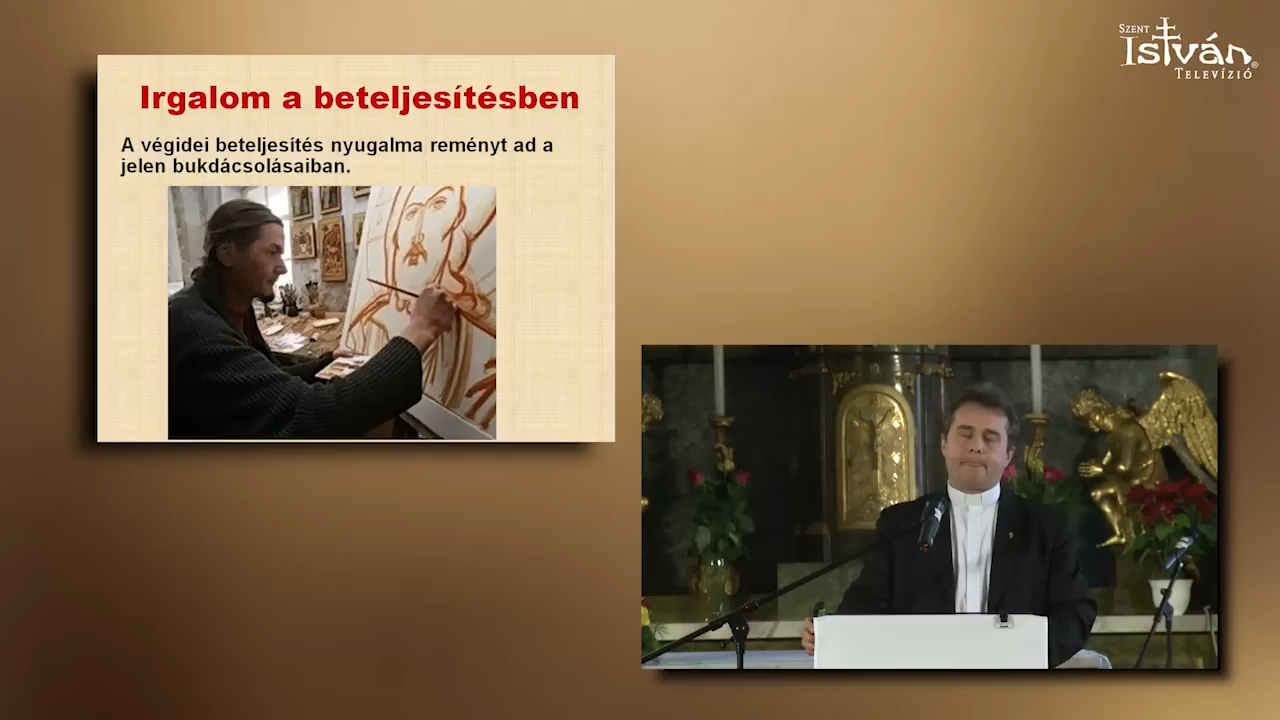 Irgalom a beteljesítésben
A végidei beteljesítés nyugalma reményt ad a
jelen bukdácsolásaiban.
SZENT
IsTván
TELEVÍZIÓ®